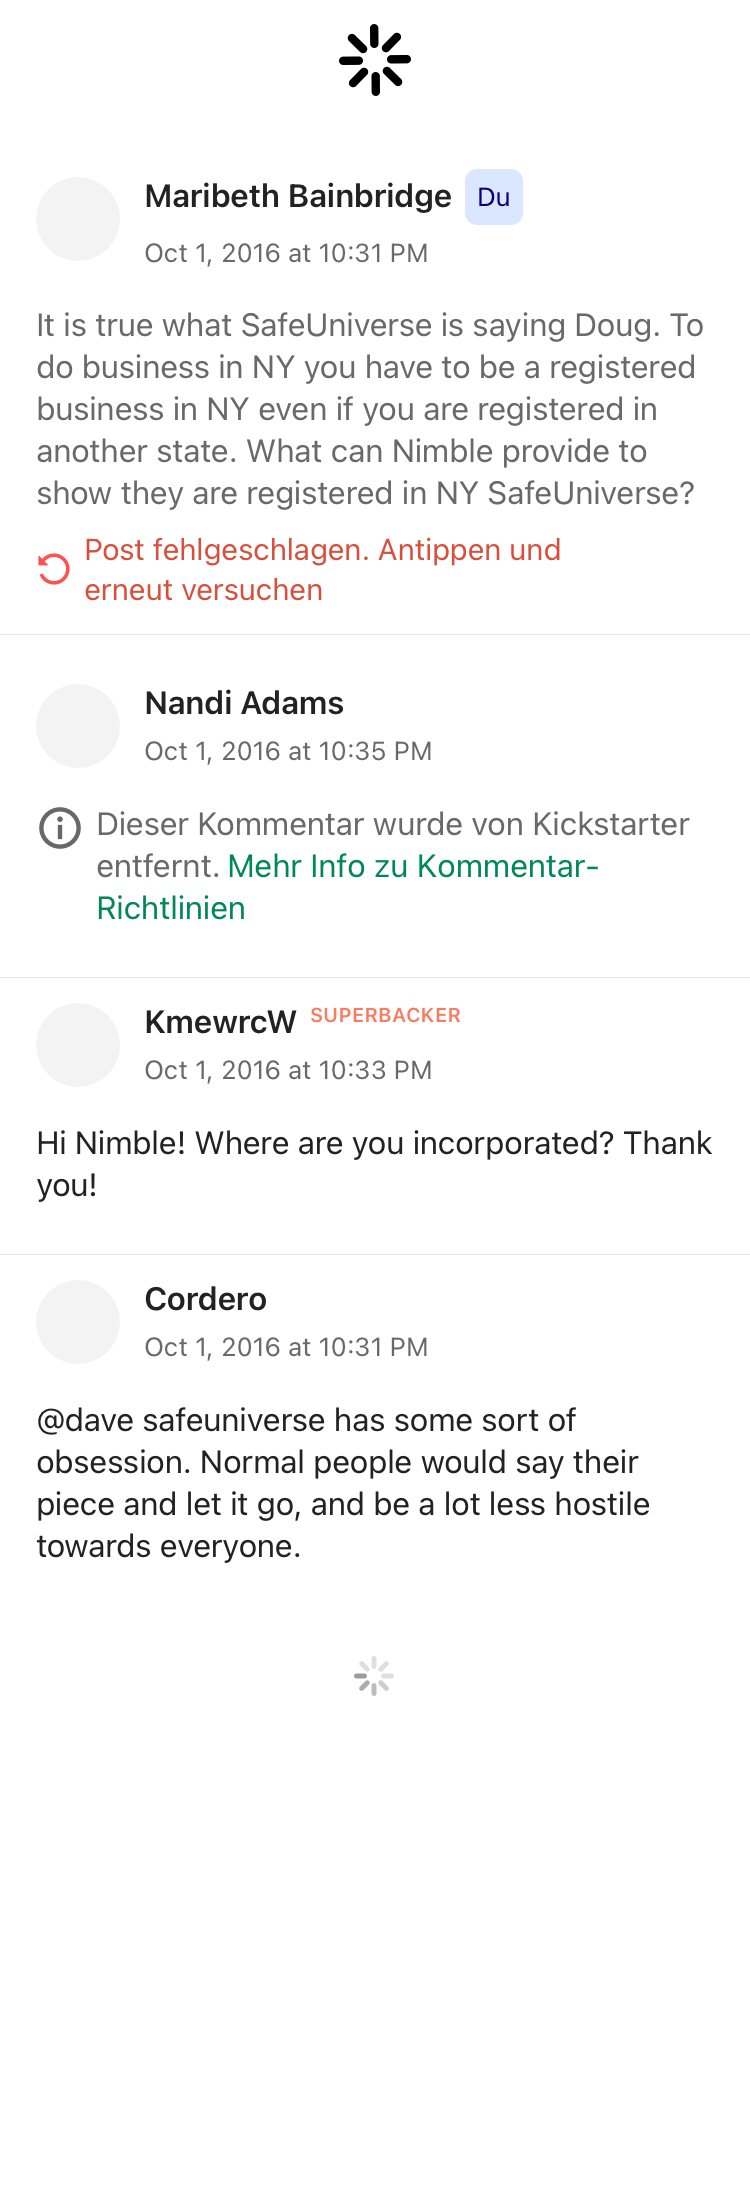 Maribeth Bainbridge Du
Oct 1, 2016 at 10:31 PM
It is true what SafeUniverse is saying Doug. To
do business in NY you have to be a registered
business in NY even if you are registered in
another state. What can Nimble provide to
show they are registered in NY SafeUniverse?
Post fehlgeschlagen. Antippen und
erneut versuchen
Nandi Adams
Oct 1, 2016 at 10:35 PM
Dieser Kommentar wurde von Kickstarter
entfernt. Mehr Info zu Kommentar-
Richtlinien
KmewrcW SUPERBACKER
Oct 1, 2016 at 10:33 PM
Hi Nimble! Where are you incorporated? Thank
you!
Cordero
Oct 1, 2016 at 10:31 PM
@dave safeuniverse has some sort of
obsession. Normal people would say their
piece and let it go, and be a lot less hostile
towards everyone.